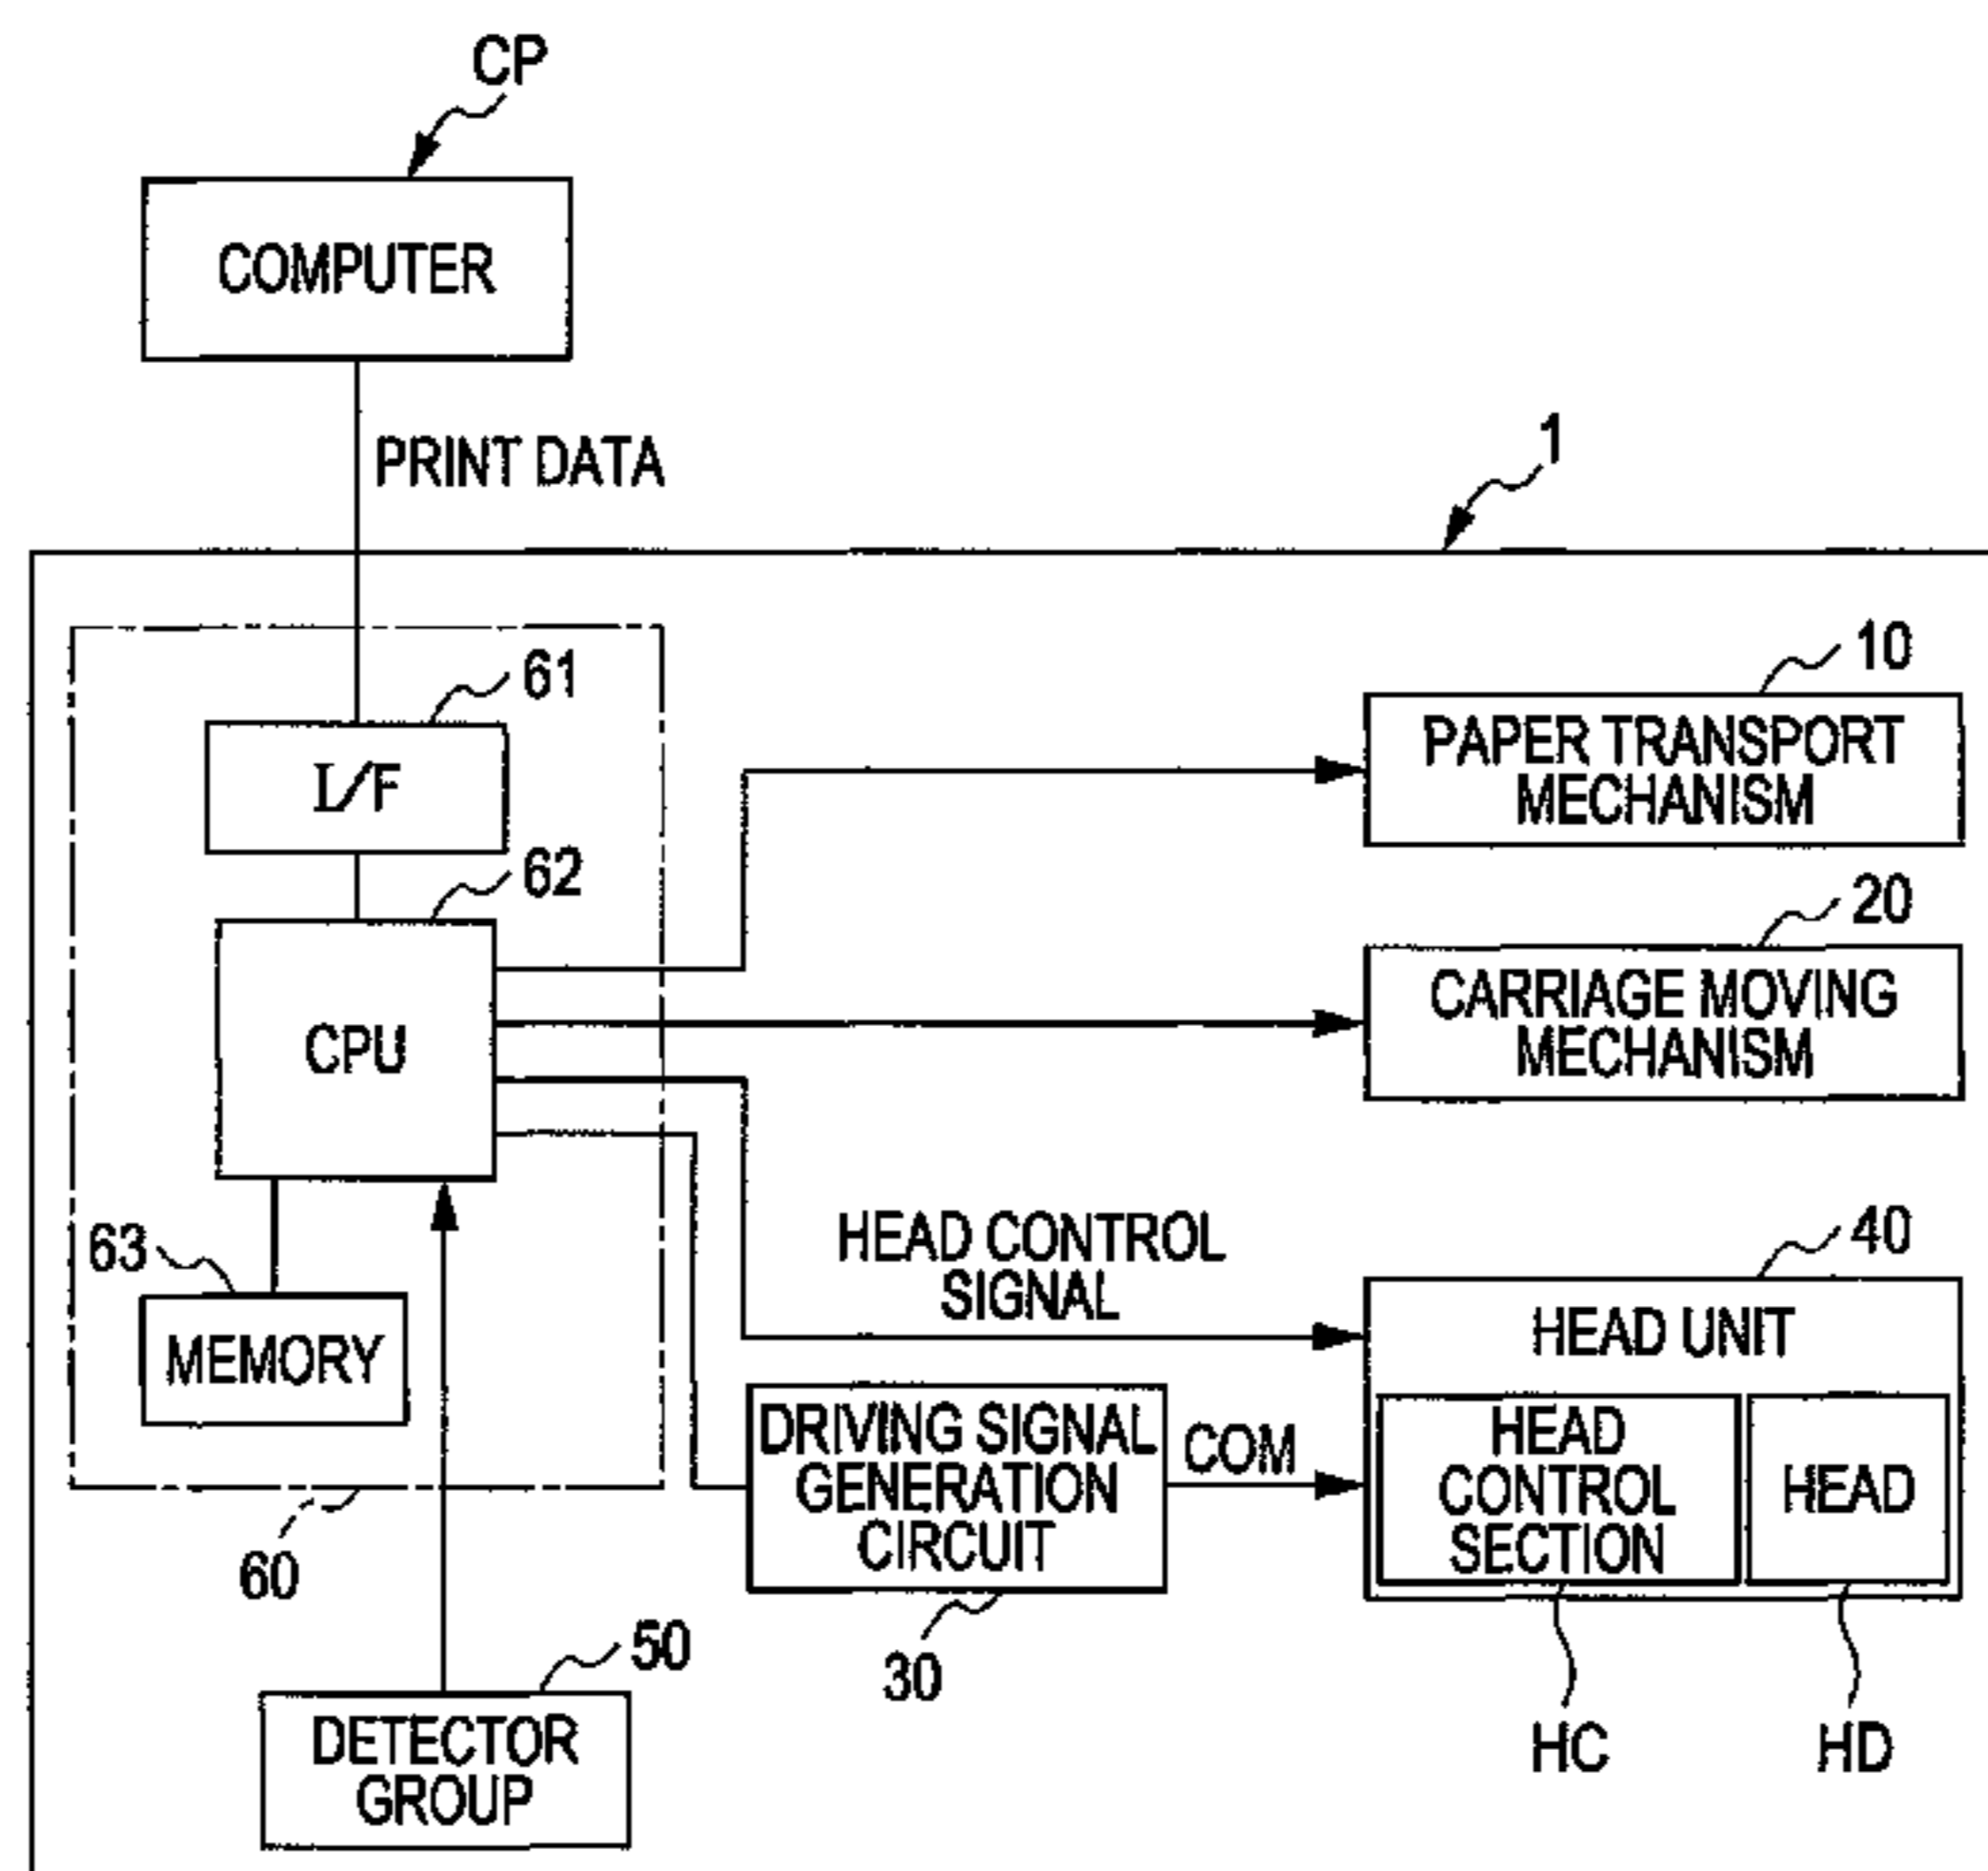 CP
COMPUTER
PRINT DATA
1
61
I/F
62
CPU
63
MEMORY
60
10
PAPER TRANSPORT
MECHANISM
20
CARRIAGE MOVING
MECHANISM
HEAD CONTROL
SIGNAL
40
HEAD UNIT
HEAD
CONTROL
SECTION
HEAD
HC
HD
DRIVING SIGNAL
GENERATION
CIRCUIT
COM
30
50
DETECTOR
GROUP